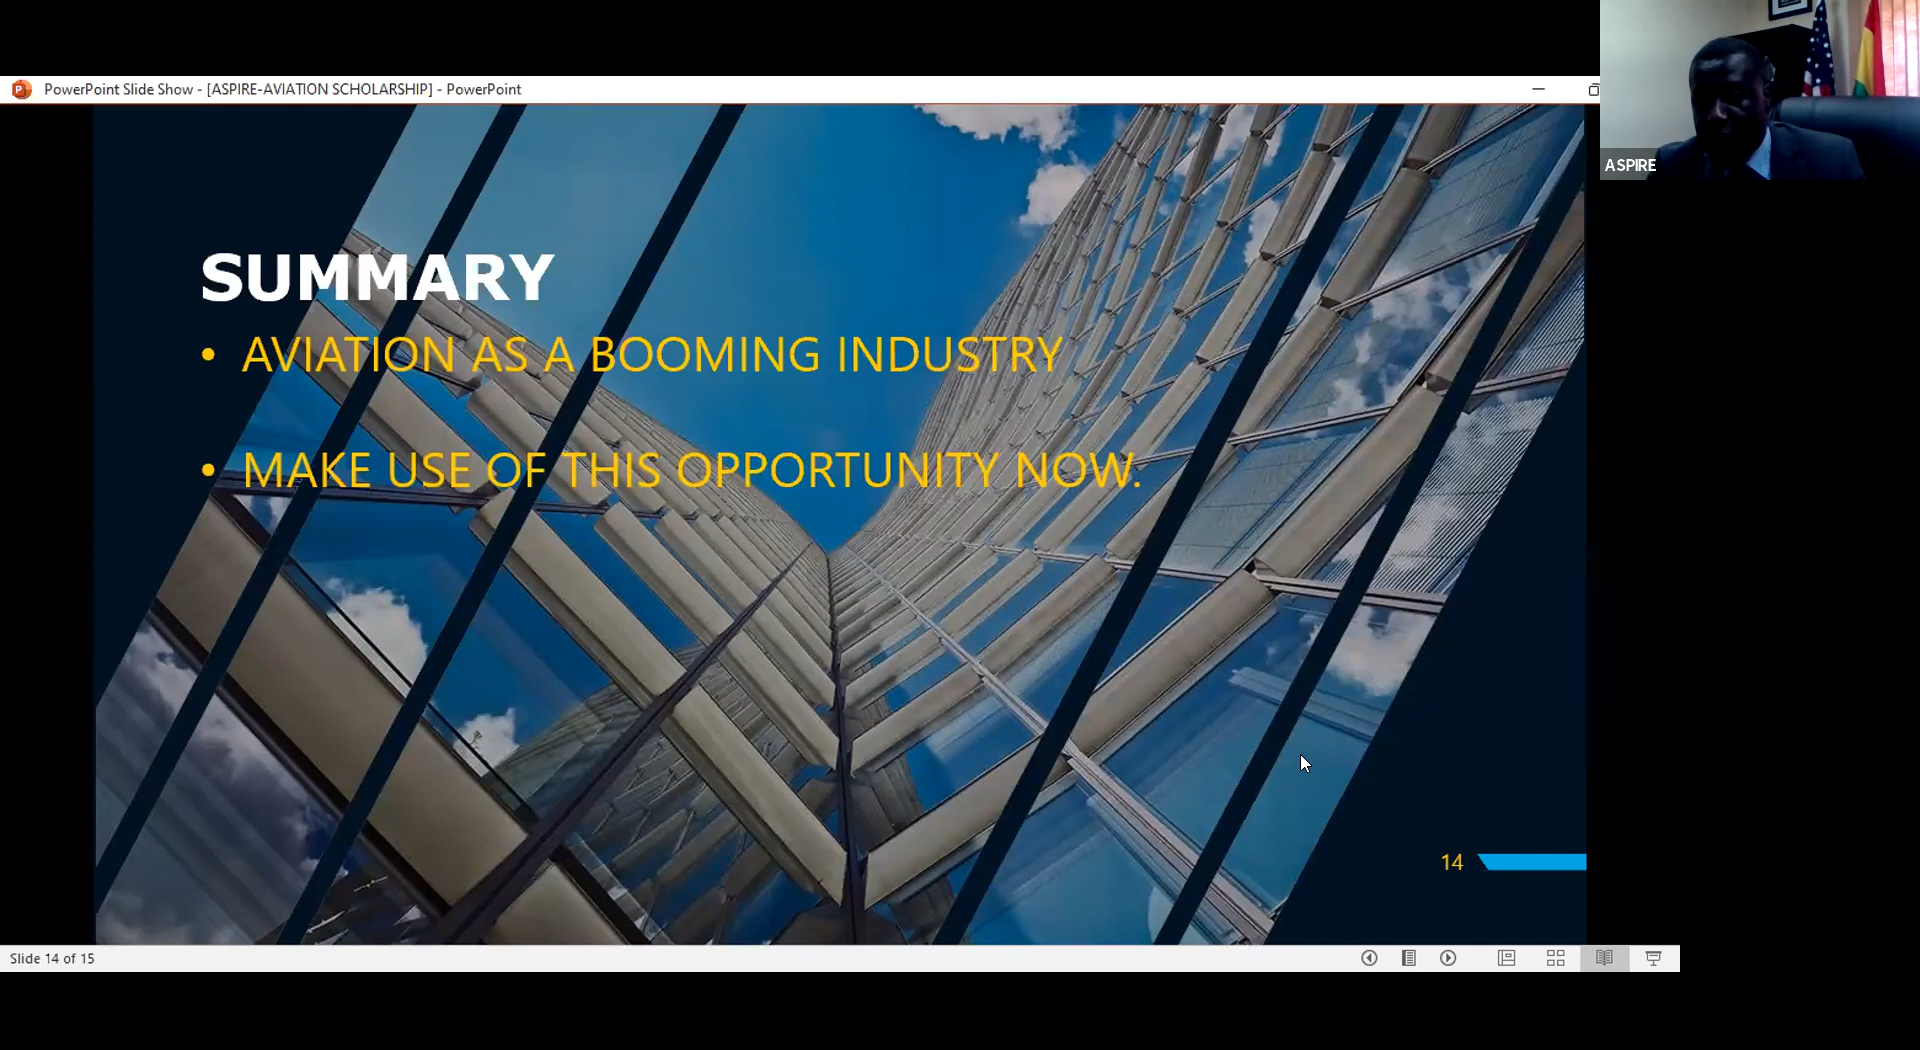 PowerPoint Slide Show - [ASPIRE-AVIATION SCHOLARSHIP] - PowerPoint
ASPIRE
SUMMARY
• AVIATION AS A BOOMING INDUSTRY
• MAKE USE OF THIS OPPORTUNITY NOW.
14
Slide 14 of 15